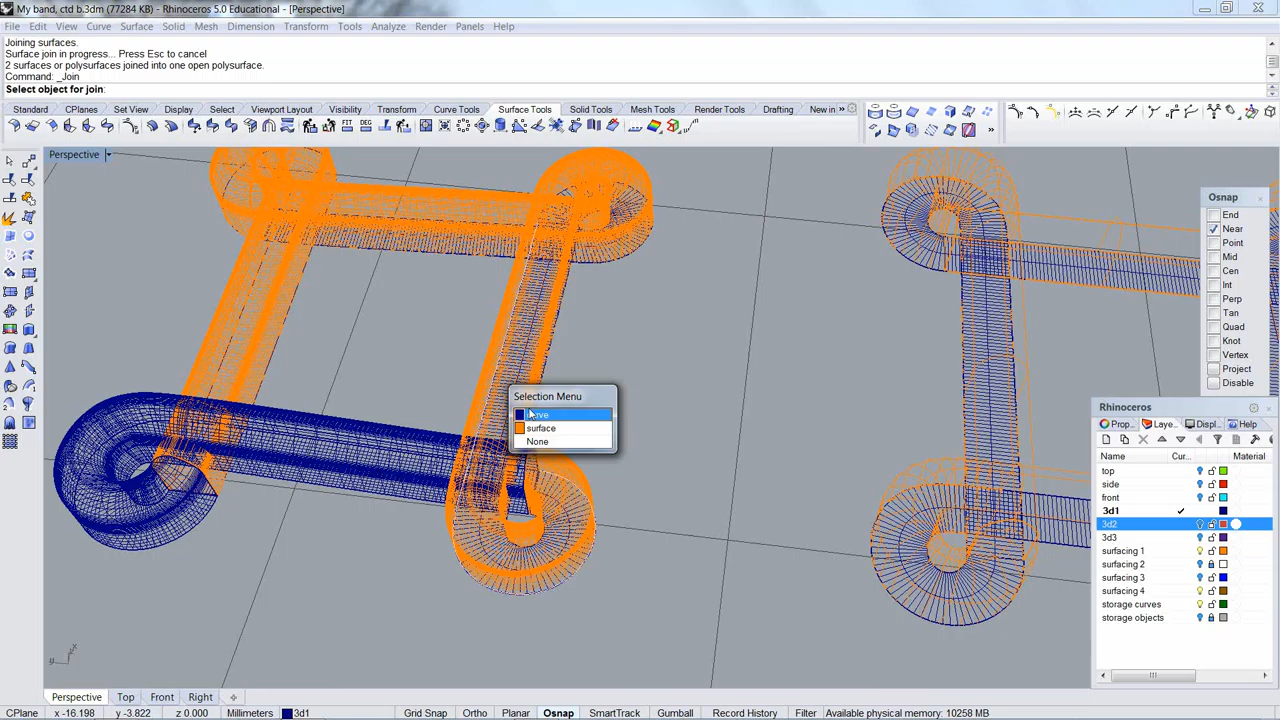 My band, ctd b.3dm (77284 KB) - Rhinoceros 5.0 Educational - [Perspective]
File Edit View Curve Surface Solid Mesh Dimension Transform Tools Analyze Render Panels Help
Joining surfaces.
Surface join in progress... Press Esc to cancel
2 surfaces or polysurfaces joined into one open polysurface.
Command: _Join
Select object for join:
Standard CPlanes Set View Display Select Viewport Layout Visibility Transform Curve Tools Surface Tools Solid Tools Mesh Tools Render Tools Drafting New in »
FIT DEG
Perspective
Osnap
End
Near
Point
Mid
Cen
Int
Perp
Tan
Quad
Knot
Vertex
Project
Disable
Selection Menu
surface
None
Rhinoceros
Prop... Laye... Displ... Help
Name Cur... Material
top
side
front
3d1
3d2
3d3
surfacing 1
surfacing 2
surfacing 3
surfacing 4
storage curves
storage objects
y x
Perspective Top Front Right
CPlane x -16.198 y -3.822 z 0.000 Millimeters 3d1 Grid Snap Ortho Planar Osnap SmartTrack Gumball Record History Filter Available physical memory: 10258 MB